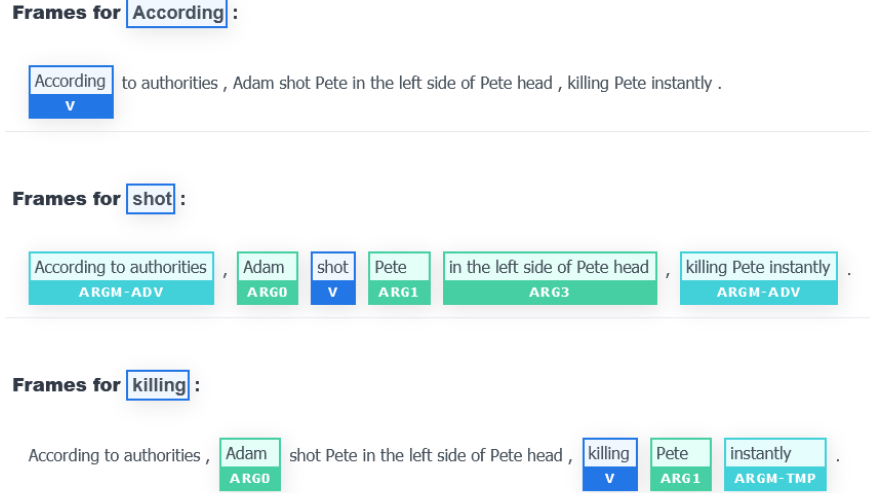 Frames for According :
According to authorities , Adam shot Pete in the left side of Pete head , killing Pete instantly .
V
Frames for shot :
According to authorities , Adam shot Pete in the left side of Pete head , killing Pete instantly .
ARGM-ADV ARG0 V ARG1 ARG3 ARGM-ADV
Frames for killing :
According to authorities , Adam shot Pete in the left side of Pete head , killing Pete instantly .
ARG0 V ARG1 ARGM-TMP